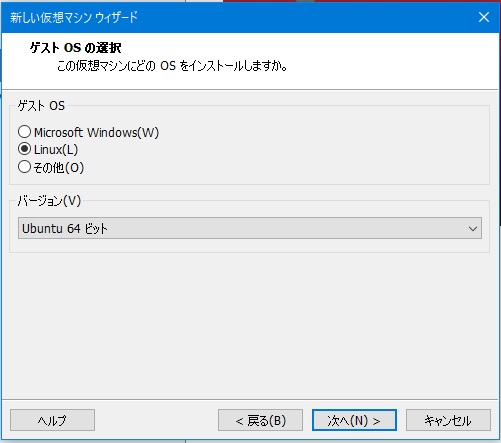 新しい仮想マシン ウィザード
ゲスト OS の選択
この仮想マシンにどの OS をインストールしますか。
ゲスト OS
Microsoft Windows(W)
Linux(L)
その他(O)
バージョン(V)
Ubuntu 64 ビット
ヘルプ
< 戻る(B)
次へ(N) >
キャンセル